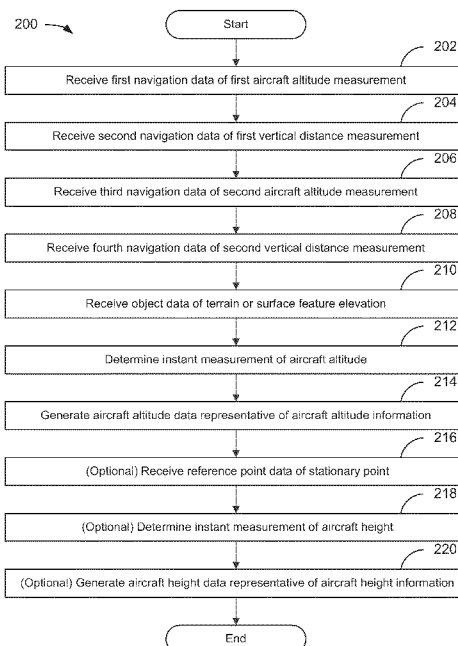 200
Start
202
Receive first navigation data of first aircraft altitude measurement
204
Receive second navigation data of first vertical distance measurement
206
Receive third navigation data of second aircraft altitude measurement
208
Receive fourth navigation data of second vertical distance measurement
210
Receive object data of terrain or surface feature elevation
212
Determine instant measurement of aircraft altitude
214
Generate aircraft altitude data representative of aircraft altitude information
216
(Optional) Receive reference point data of stationary point
218
(Optional) Determine instant measurement of aircraft height
220
(Optional) Generate aircraft height data representative of aircraft height information
End